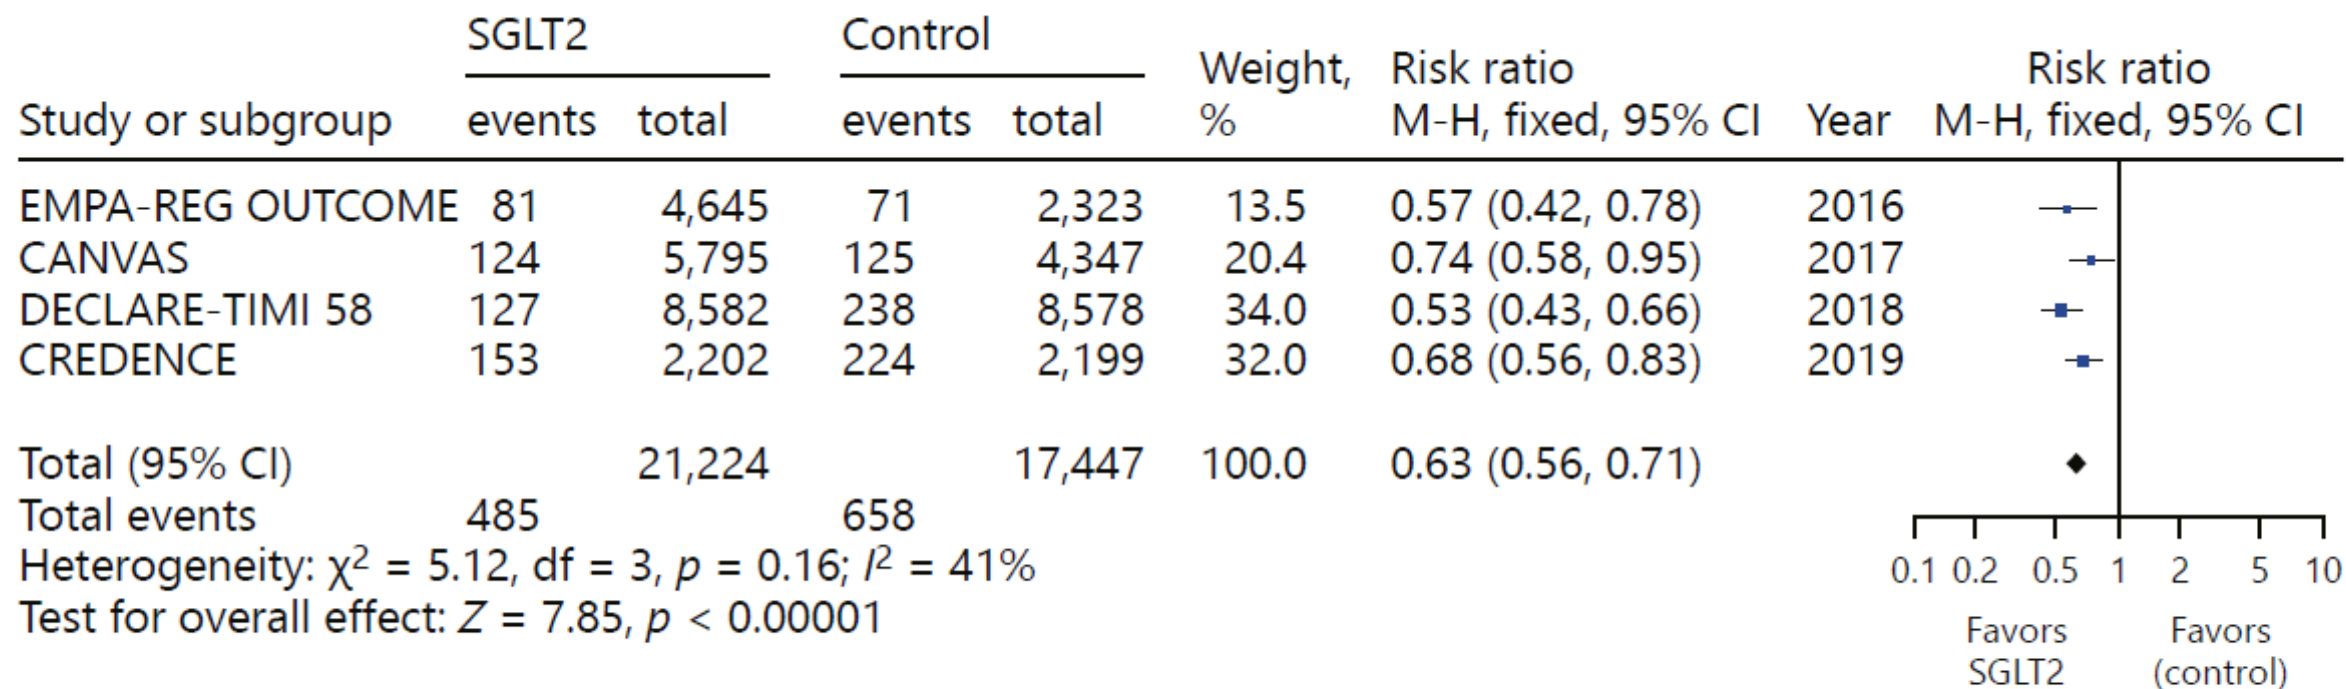 SGLT2 Control
Weight, Risk ratio Risk ratio
Study or subgroup events total events total % M-H, fixed, 95% CI Year M-H, fixed, 95% CI
EMPA-REG OUTCOME 81 4,645 71 2,323 13.5 0.57 (0.42, 0.78) 2016
CANVAS 124 5,795 125 4,347 20.4 0.74 (0.58, 0.95) 2017
DECLARE-TIMI 58 127 8,582 238 8,578 34.0 0.53 (0.43, 0.66) 2018
CREDENCE 153 2,202 224 2,199 32.0 0.68 (0.56, 0.83) 2019
Total (95% CI) 21,224 17,447 100.0 0.63 (0.56, 0.71)
Total events 485 658
Heterogeneity: χ² = 5.12, df = 3, p = 0.16; I² = 41%
Test for overall effect: Z = 7.85, p < 0.00001
0.1 0.2 0.5 1 2 5 10
Favors Favors
SGLT2 (control)